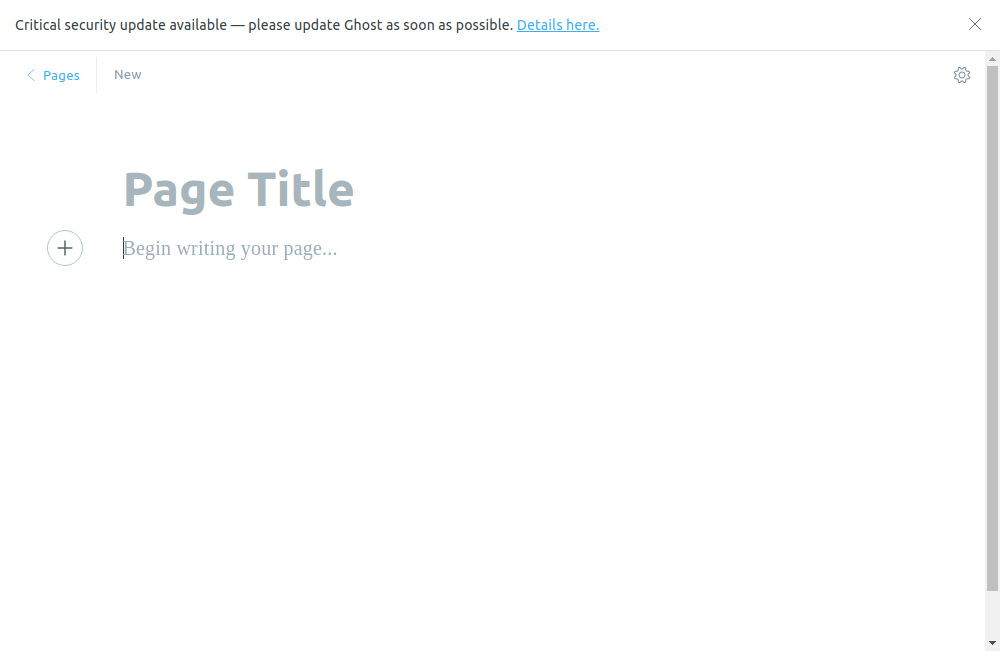 Critical security update available — please update Ghost as soon as possible. Details here.
Pages
New
Page Title
Begin writing your page...